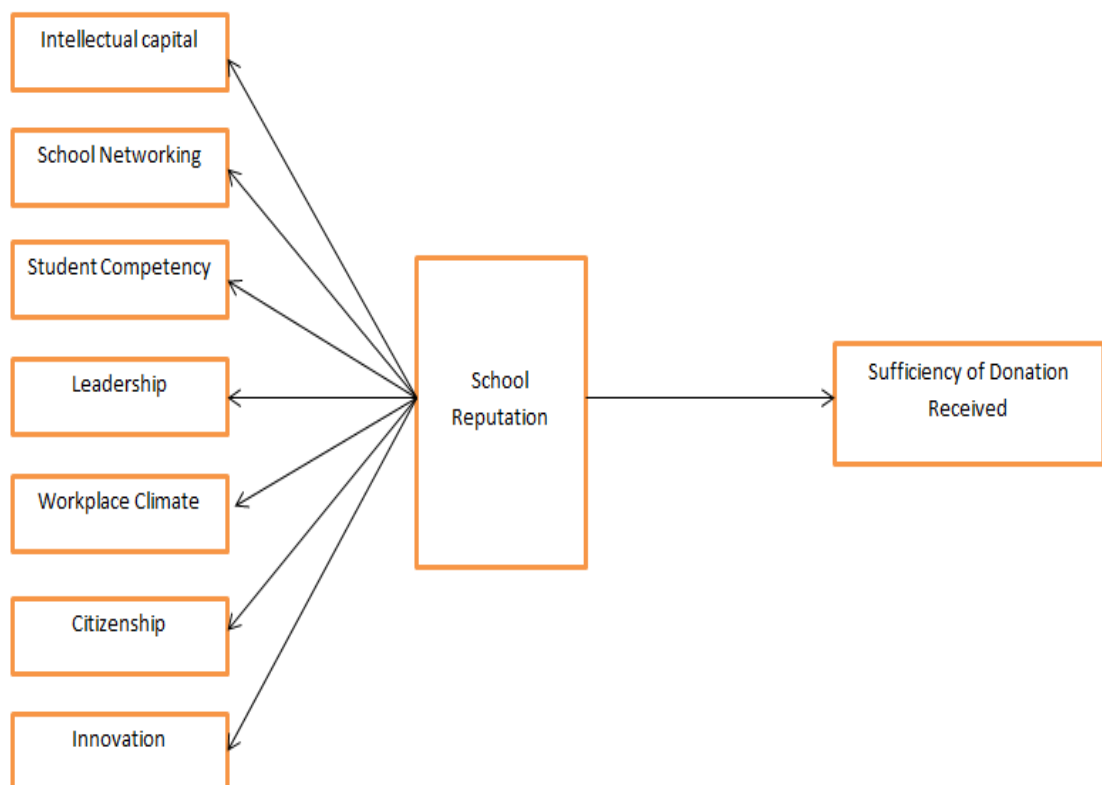 Intellectual capital
School Networking
Student Competency
Leadership
Workplace Climate
Citizenship
Innovation
School
Reputation
Sufficiency of Donation
Received